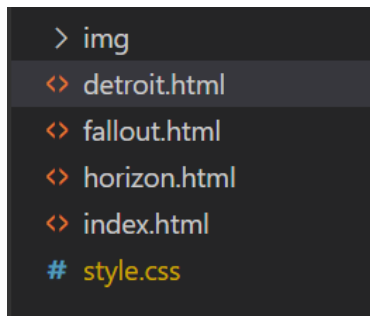 img
detroit.html
fallout.html
horizon.html
index.html
# style.css